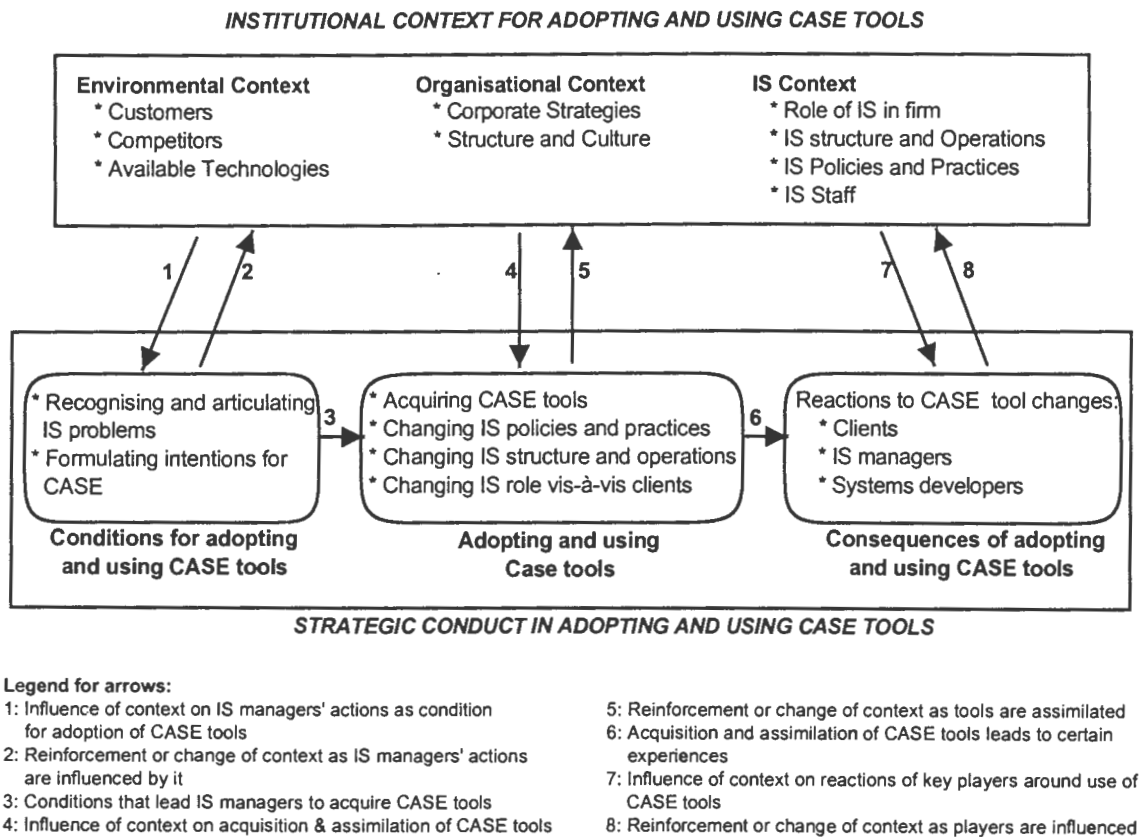 INSTITUTIONAL CONTEXT FOR ADOPTING AND USING CASE TOOLS
Environmental Context
* Customers
* Competitors
* Available Technologies
Organisational Context
* Corporate Strategies
* Structure and Culture
IS Context
* Role of IS in firm
* IS structure and Operations
* IS Policies and Practices
* IS Staff
1
2
4
5
7
8
* Recognising and articulating
IS problems
* Formulating intentions for
CASE
Conditions for adopting
and using CASE tools
3
* Acquiring CASE tools
* Changing IS policies and practices
* Changing IS structure and operations
* Changing IS role vis-à-vis clients
Adopting and using
Case tools
6
Reactions to CASE tool changes:
* Clients
* IS managers
* Systems developers
Consequences of adopting
and using CASE tools
STRATEGIC CONDUCT IN ADOPTING AND USING CASE TOOLS
Legend for arrows:
1: Influence of context on IS managers' actions as condition
for adoption of CASE tools
2: Reinforcement or change of context as IS managers' actions
are influenced by it
3: Conditions that lead IS managers to acquire CASE tools
4: Influence of context on acquisition & assimilation of CASE tools
5: Reinforcement or change of context as tools are assimilated
6: Acquisition and assimilation of CASE tools leads to certain
experiences
7: Influence of context on reactions of key players around use of
CASE tools
8: Reinforcement or change of context as players are influenced